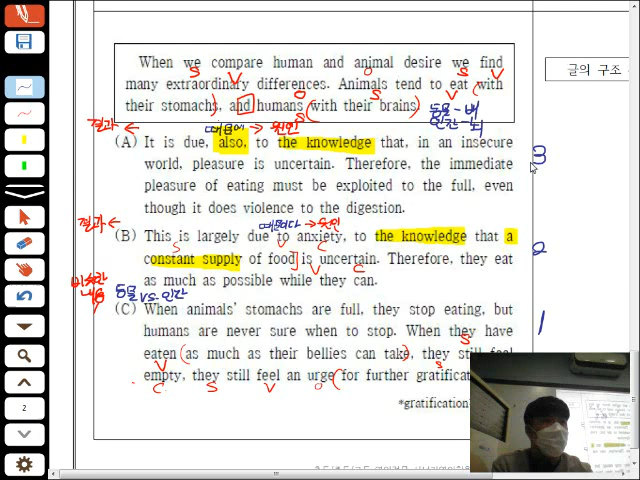 글의 구조
When we compare human and animal desire we find
many extraordinary differences. Animals tend to eat with
their stomachs, and humans with their brains.
동물 - 배
인간 - 뇌
결과 ← 때문에 → 원인
(A) It is due, also, to the knowledge that, in an insecure
world, pleasure is uncertain. Therefore, the immediate
pleasure of eating must be exploited to the full, even
though it does violence to the digestion.
3
결과 ← 때문이다 → 원인
(B) This is largely due to anxiety, to the knowledge that a
constant supply of food is uncertain. Therefore, they eat
as much as possible while they can.
2
동물 vs. 인간
(C) When animals' stomachs are full, they stop eating, but
humans are never sure when to stop. When they have
eaten as much as their bellies can take, they still feel
empty, they still feel an urge for further
1
*gratification
2